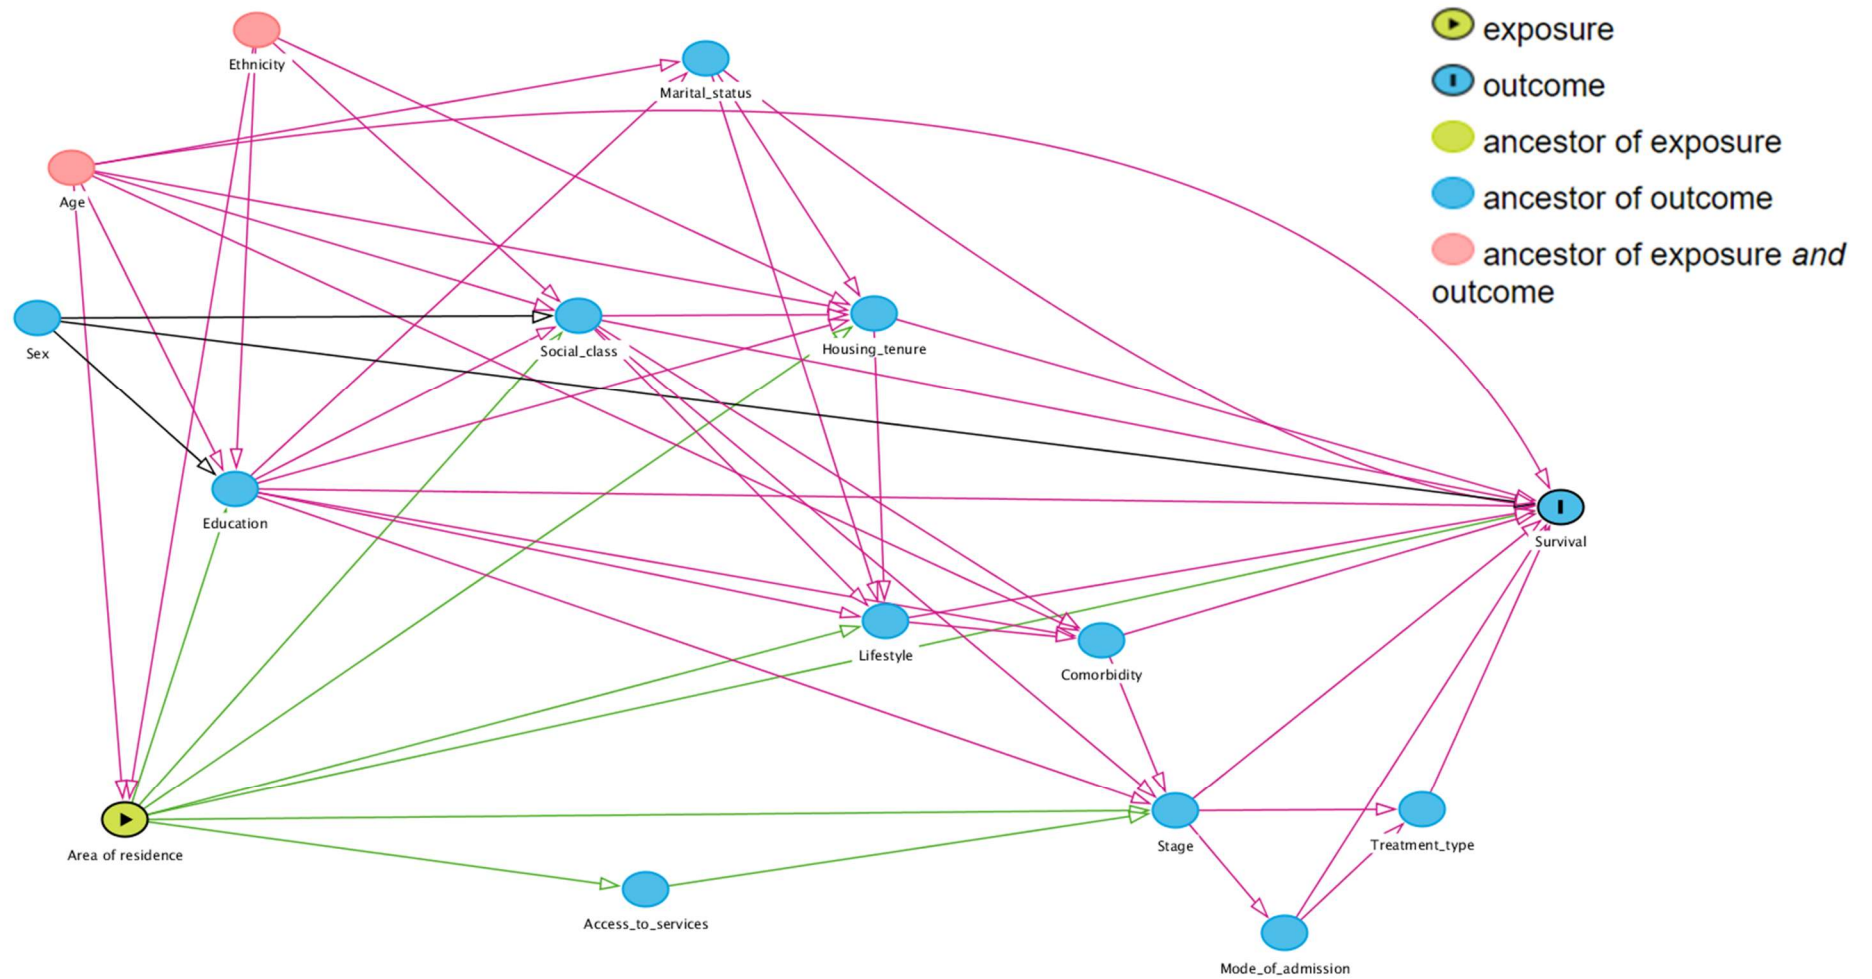 exposure
outcome
ancestor of exposure
ancestor of outcome
ancestor of exposure and
outcome
Ethnicity
Marital_status
Age
Sex
Social_class
Housing_tenure
Education
Survival
Lifestyle
Comorbidity
Area of residence
Stage
Treatment_type
Access_to_services
Mode_of_admission